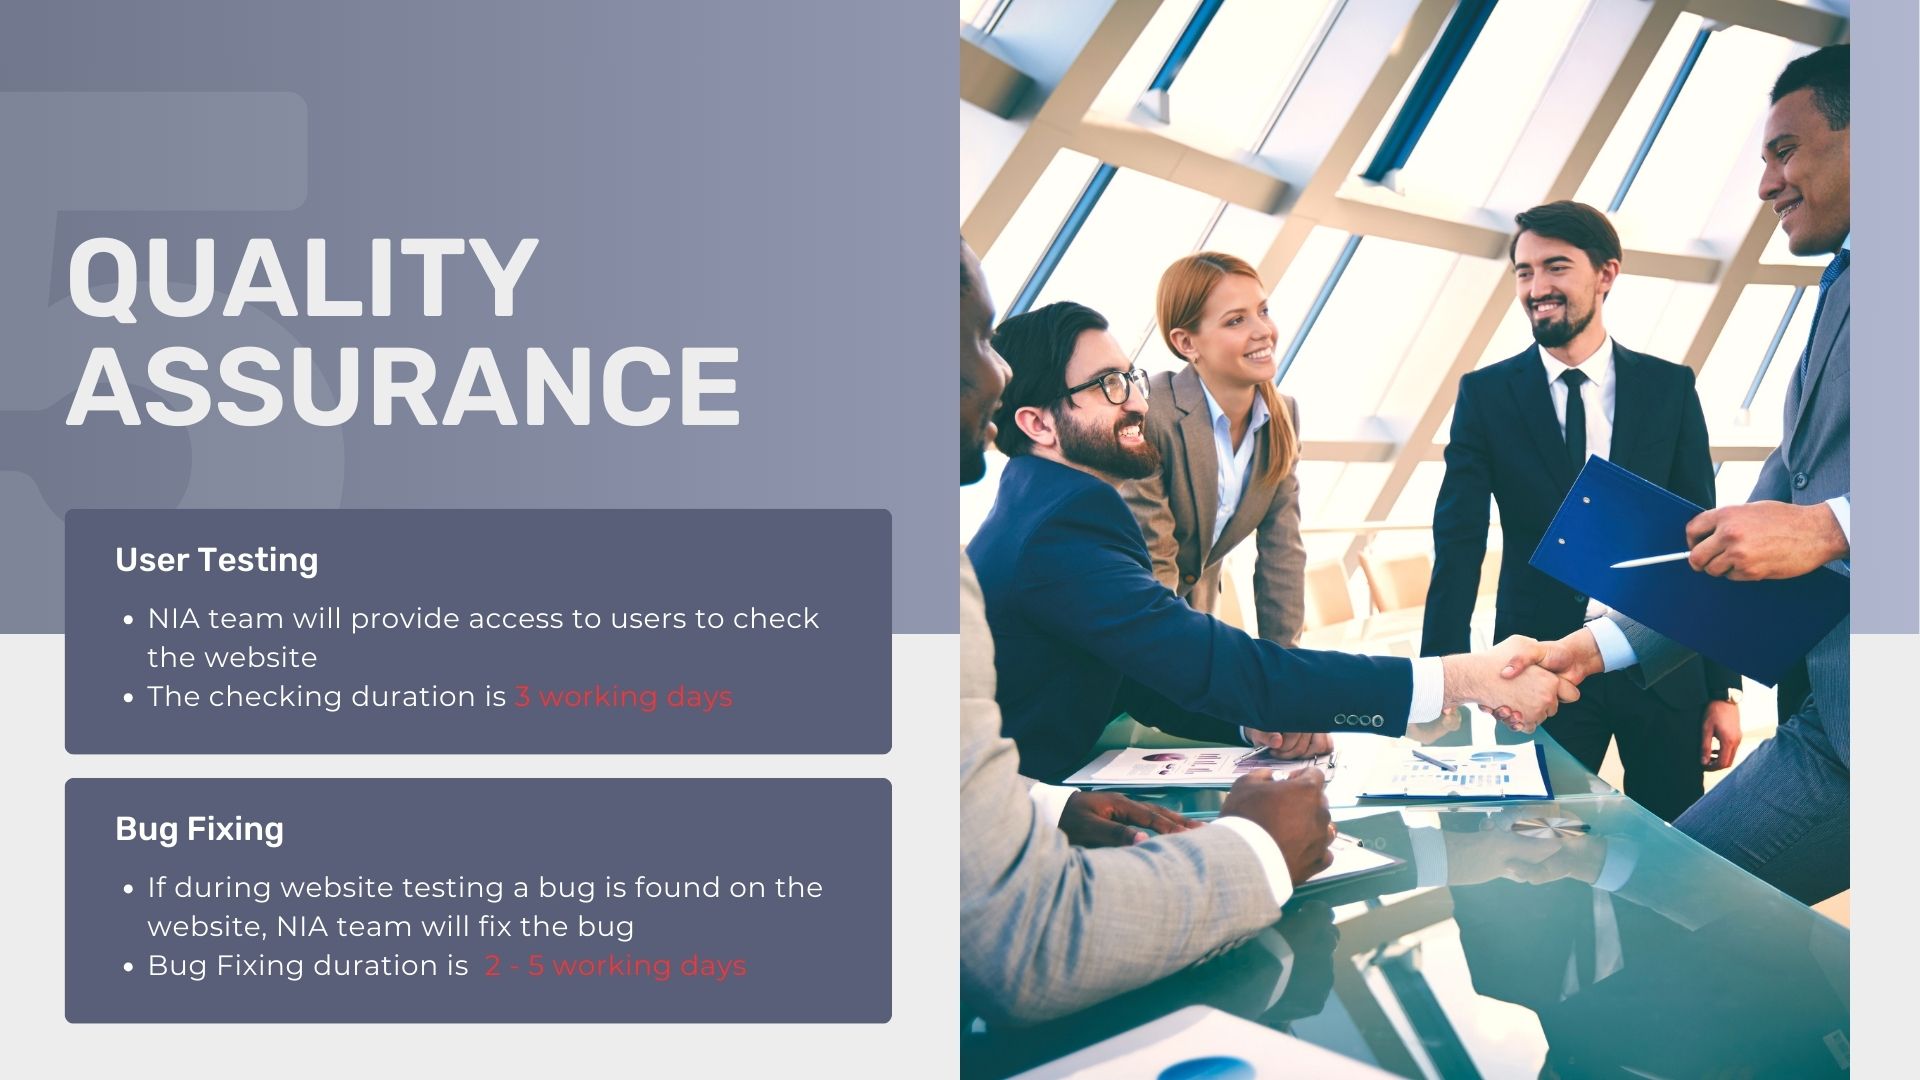 5
QUALITY
ASSURANCE
User Testing
• NIA team will provide access to users to check
the website
• The checking duration is 3 working days
Bug Fixing
• If during website testing a bug is found on the
website, NIA team will fix the bug
• Bug Fixing duration is  2 - 5 working days